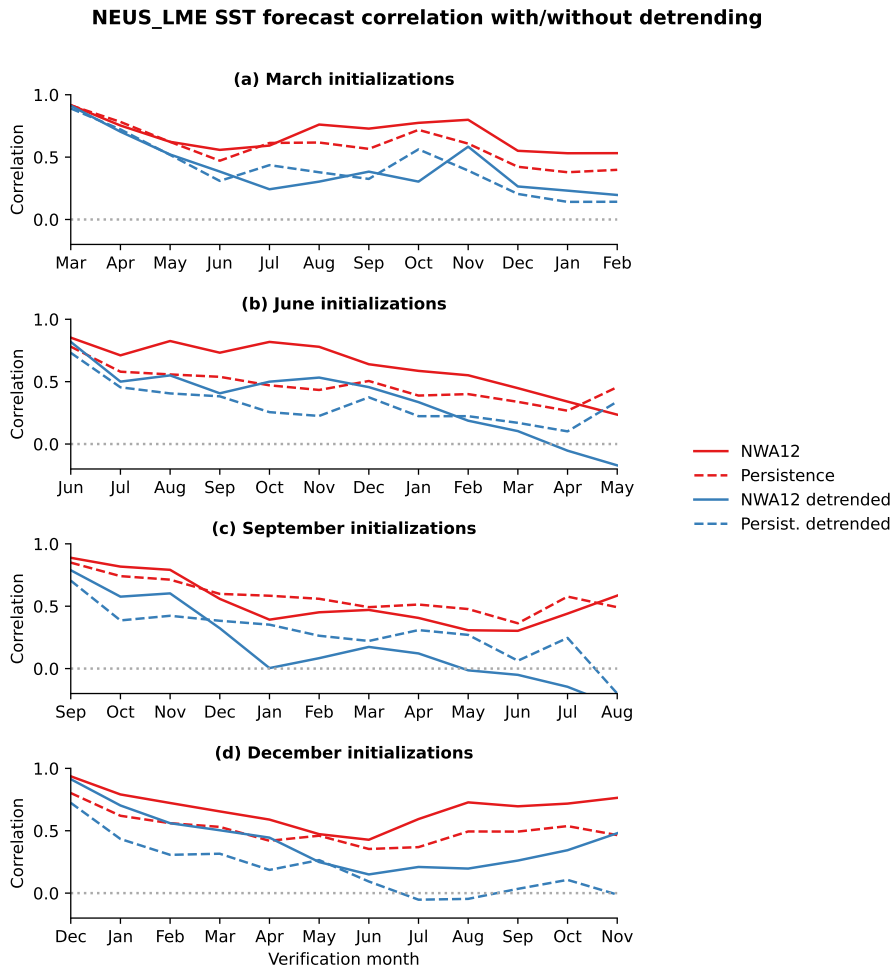 NEUS_LME SST forecast correlation with/without detrending
(a) March initializations
1.0
0.5
0.0
Correlation
Mar Apr May Jun Jul Aug Sep Oct Nov Dec Jan Feb
(b) June initializations
1.0
0.5
0.0
Correlation
Jun Jul Aug Sep Oct Nov Dec Jan Feb Mar Apr May
NWA12
Persistence
NWA12 detrended
Persist. detrended
(c) September initializations
1.0
0.5
0.0
Correlation
Sep Oct Nov Dec Jan Feb Mar Apr May Jun Jul Aug
(d) December initializations
1.0
0.5
0.0
Correlation
Dec Jan Feb Mar Apr May Jun Jul Aug Sep Oct Nov
Verification month